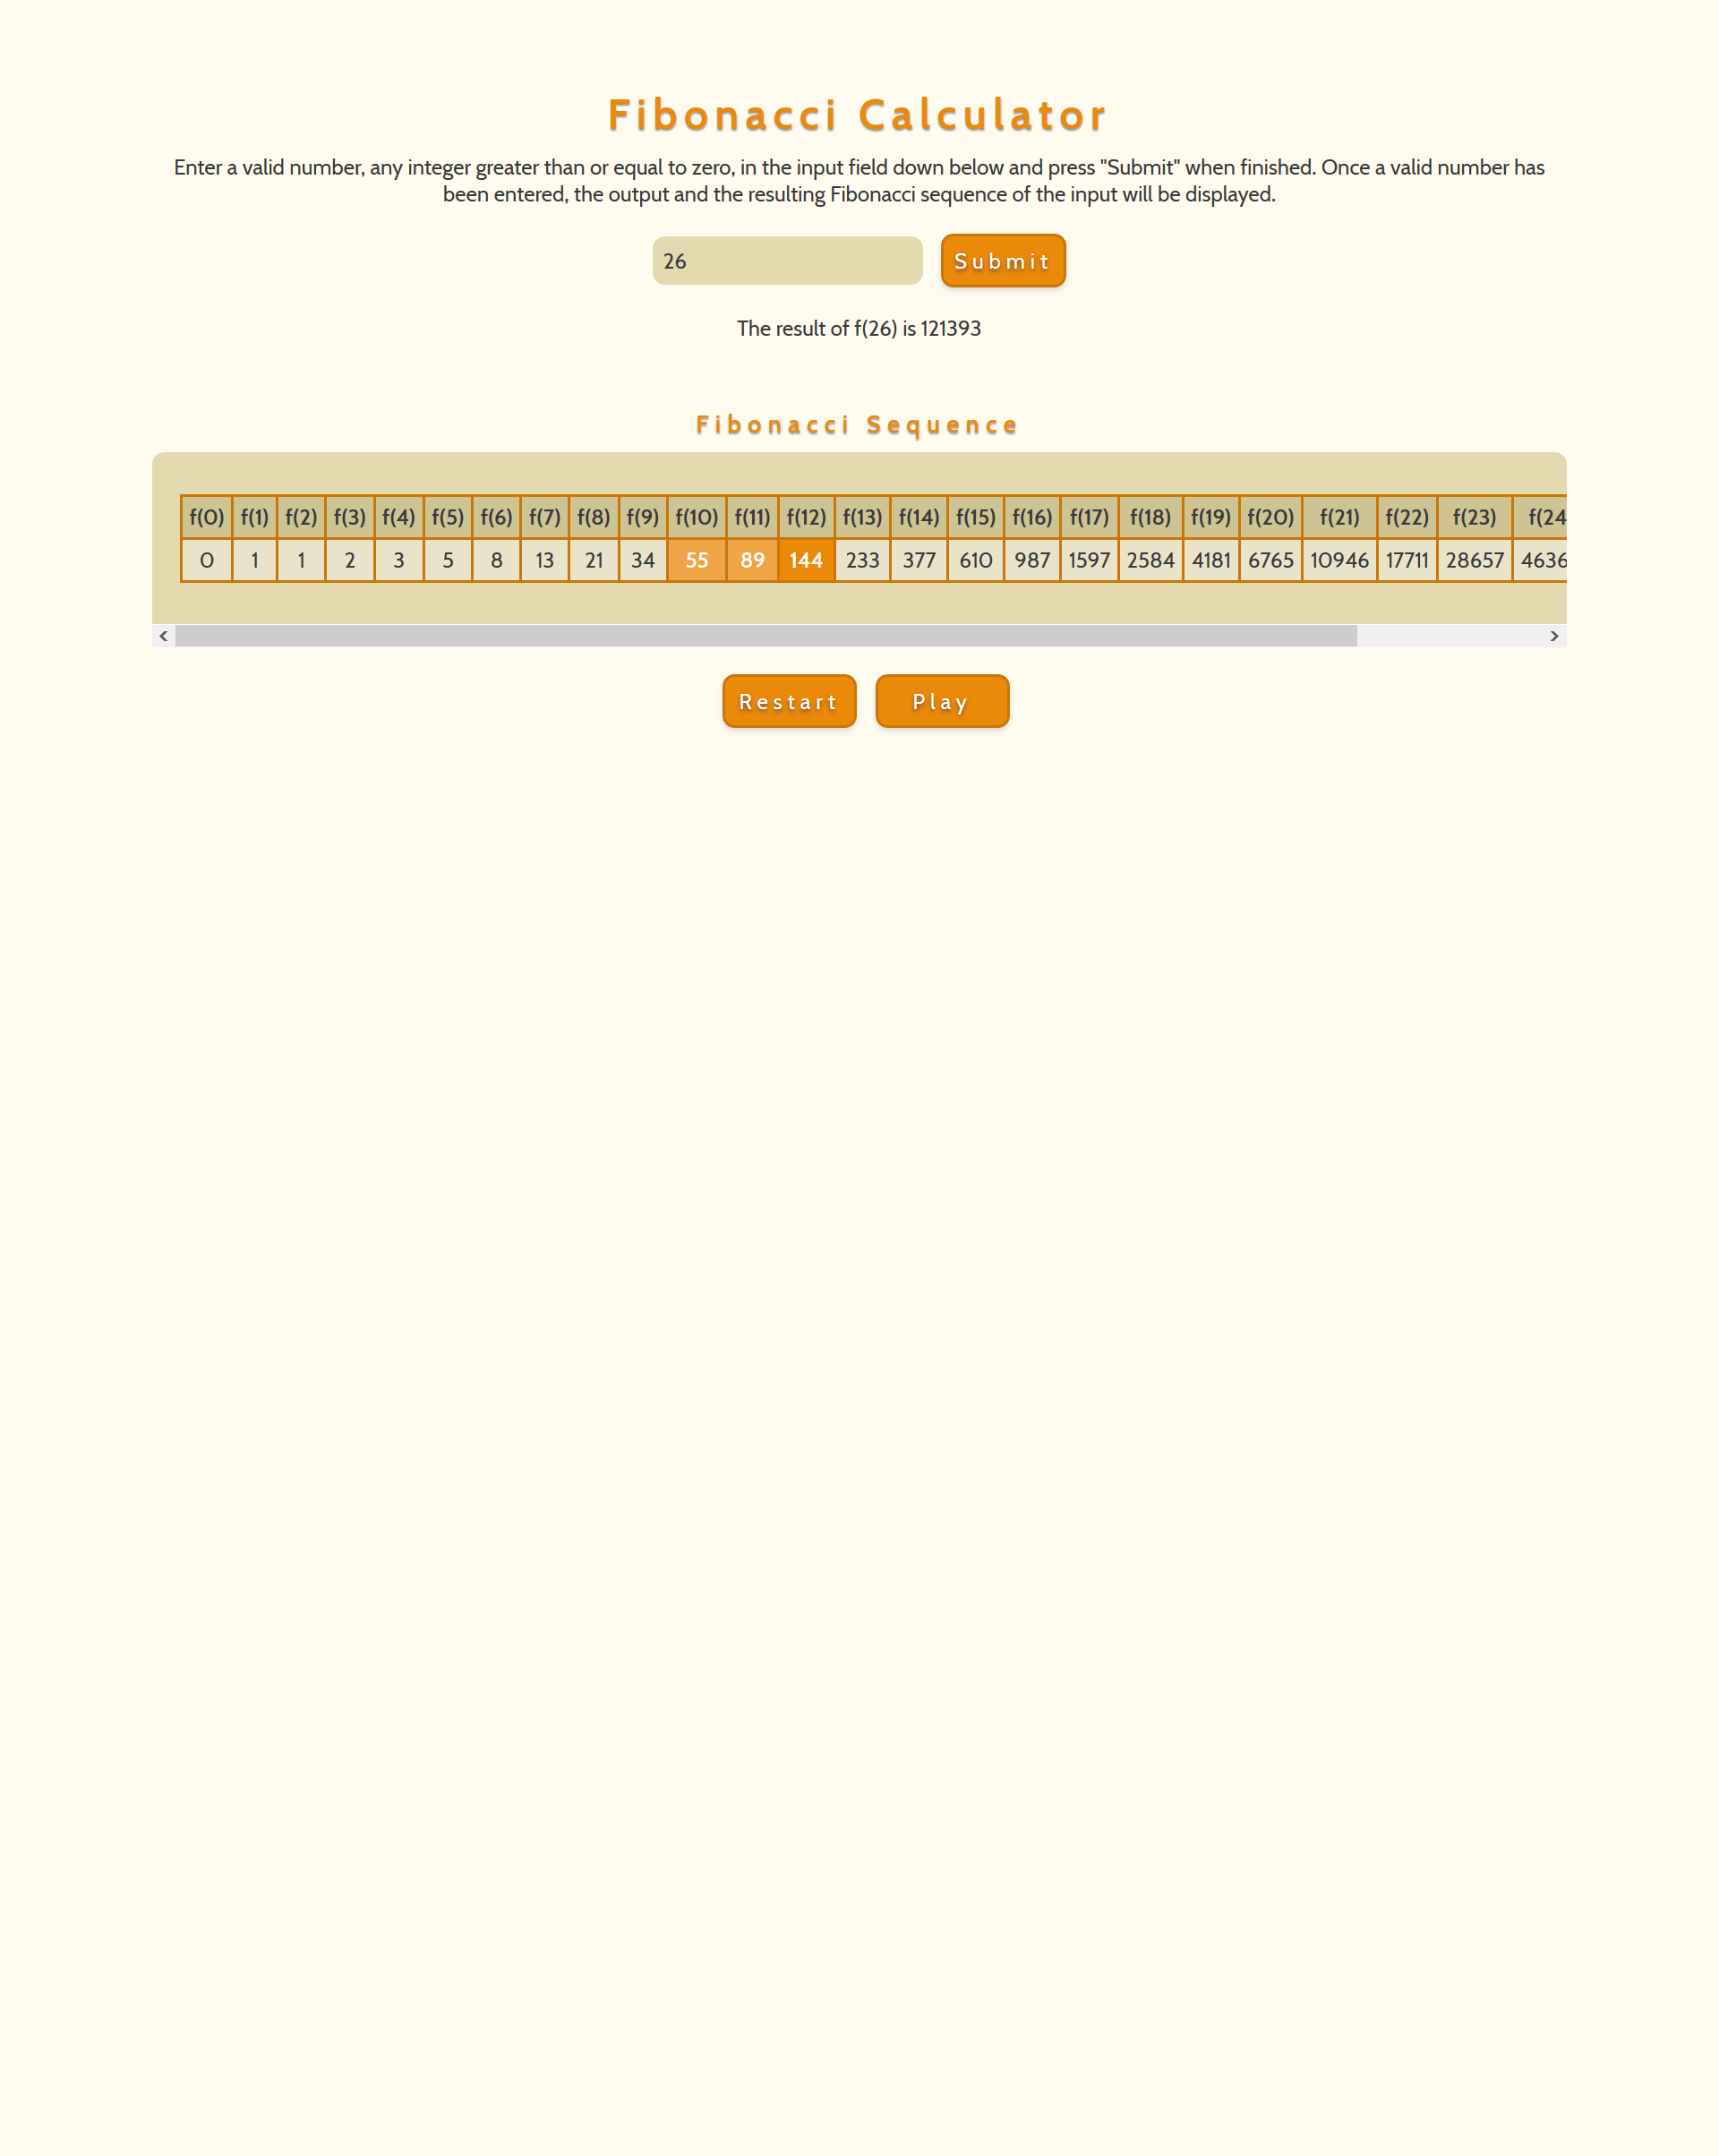 Fibonacci Calculator
Enter a valid number, any integer greater than or equal to zero, in the input field down below and press "Submit" when finished. Once a valid number has
been entered, the output and the resulting Fibonacci sequence of the input will be displayed.
26 Submit
The result of f(26) is 121393
Fibonacci Sequence
f(0) f(1) f(2) f(3) f(4) f(5) f(6) f(7) f(8) f(9) f(10) f(11) f(12) f(13) f(14) f(15) f(16) f(17) f(18) f(19) f(20) f(21) f(22) f(23) f(24
0 1 1 2 3 5 8 13 21 34 55 89 144 233 377 610 987 1597 2584 4181 6765 10946 17711 28657 4636
Restart Play